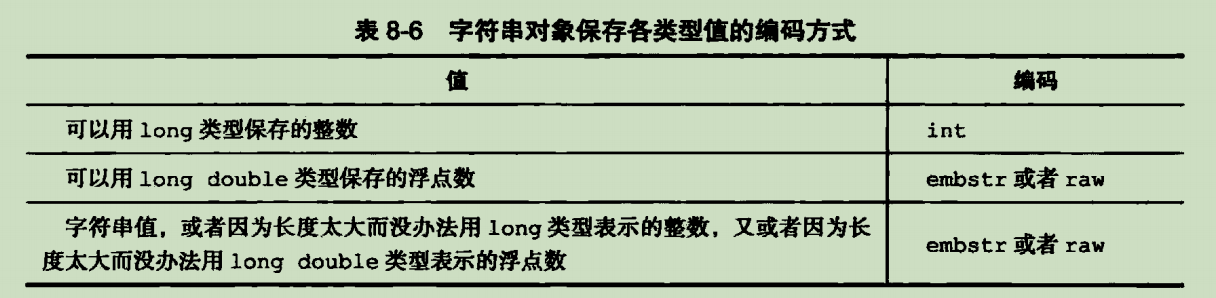 表 8-6 字符串对象保存各类型值的编码方式
值 编码
可以用 long 类型保存的整数 int
可以用 long double 类型保存的浮点数 embstr 或者 raw
字符串值，或者因为长度太大而没办法用 long 类型表示的整数，又或者因为长
度太大而没办法用 long double 类型表示的浮点数 embstr 或者 raw